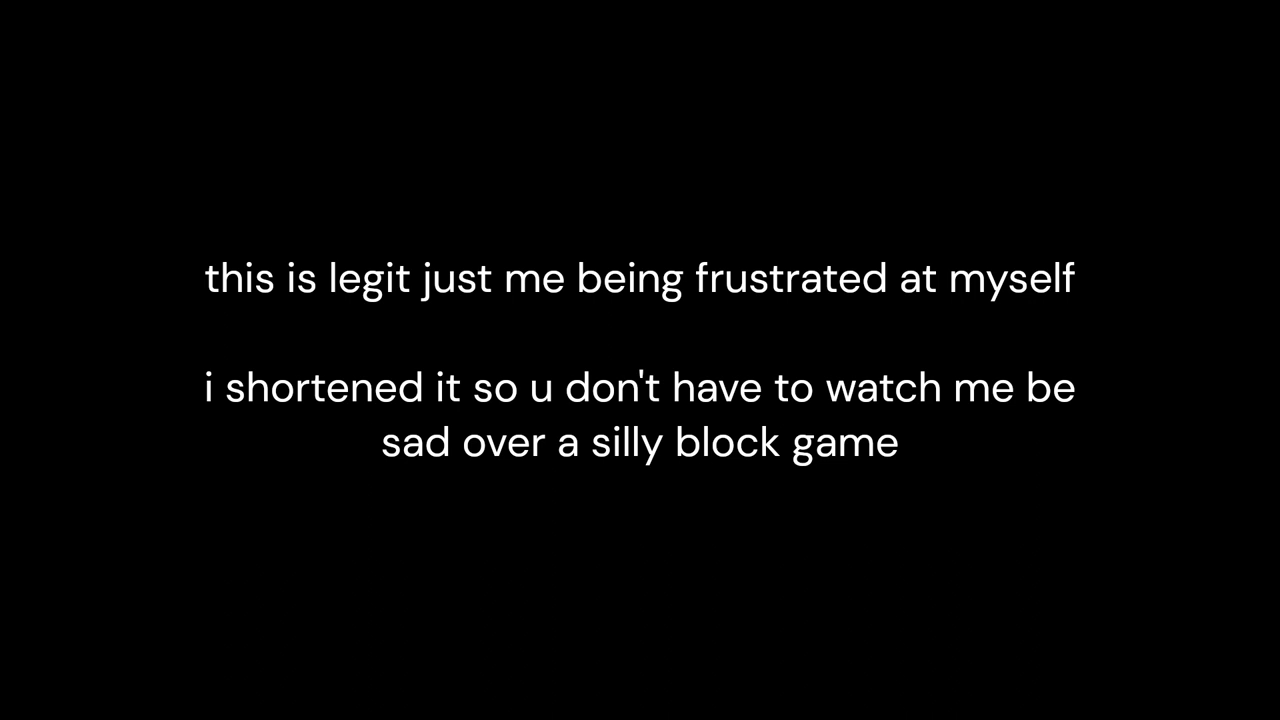 this is legit just me being frustrated at myself
i shortened it so u don't have to watch me be
sad over a silly block game